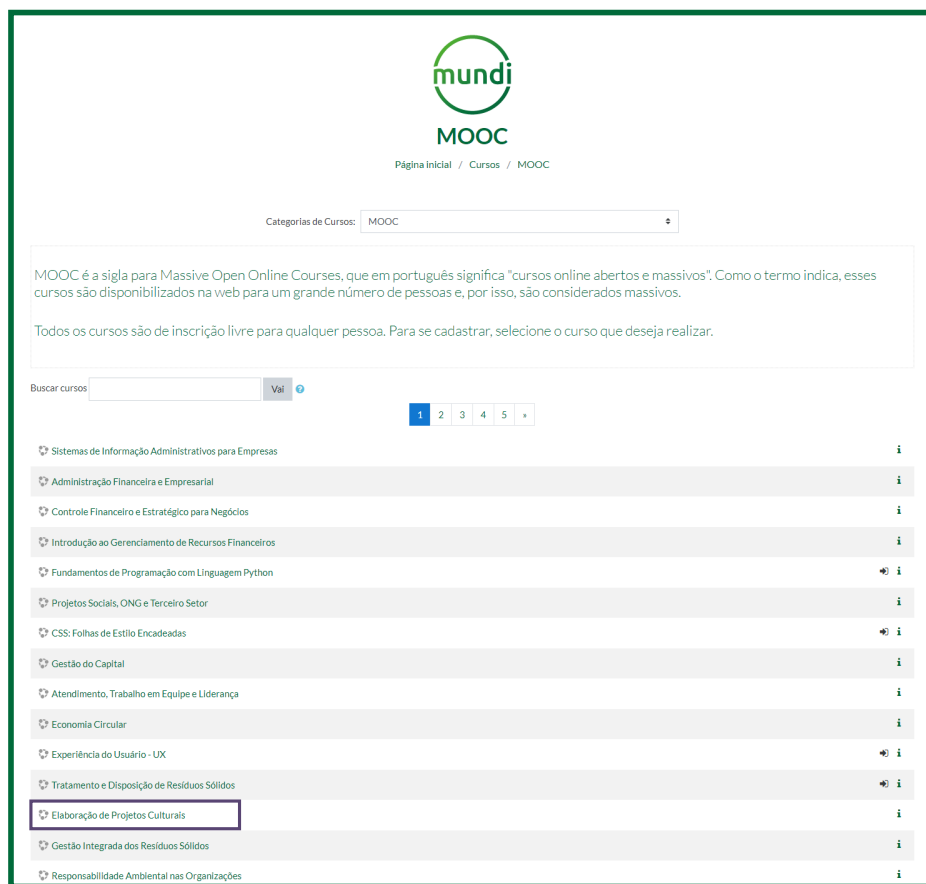 mundi
MOOC
Página inicial / Cursos / MOOC
Categorias de Cursos: MOOC
MOOC é a sigla para Massive Open Online Courses, que em português significa "cursos online abertos e massivos". Como o termo indica, esses
cursos são disponibilizados na web para um grande número de pessoas e, por isso, são considerados massivos.
Todos os cursos são de inscrição livre para qualquer pessoa. Para se cadastrar, selecione o curso que deseja realizar.
Buscar cursos Vai ?
1 2 3 4 5 »
Sistemas de Informação Administrativos para Empresas
Administração Financeira e Empresarial
Controle Financeiro e Estratégico para Negócios
Introdução ao Gerenciamento de Recursos Financeiros
Fundamentos de Programação com Linguagem Python
Projetos Sociais, ONG e Terceiro Setor
CSS: Folhas de Estilo Encadeadas
Gestão do Capital
Atendimento, Trabalho em Equipe e Liderança
Economia Circular
Experiência do Usuário - UX
Tratamento e Disposição de Resíduos Sólidos
Elaboração de Projetos Culturais
Gestão Integrada dos Resíduos Sólidos
Responsabilidade Ambiental nas Organizações